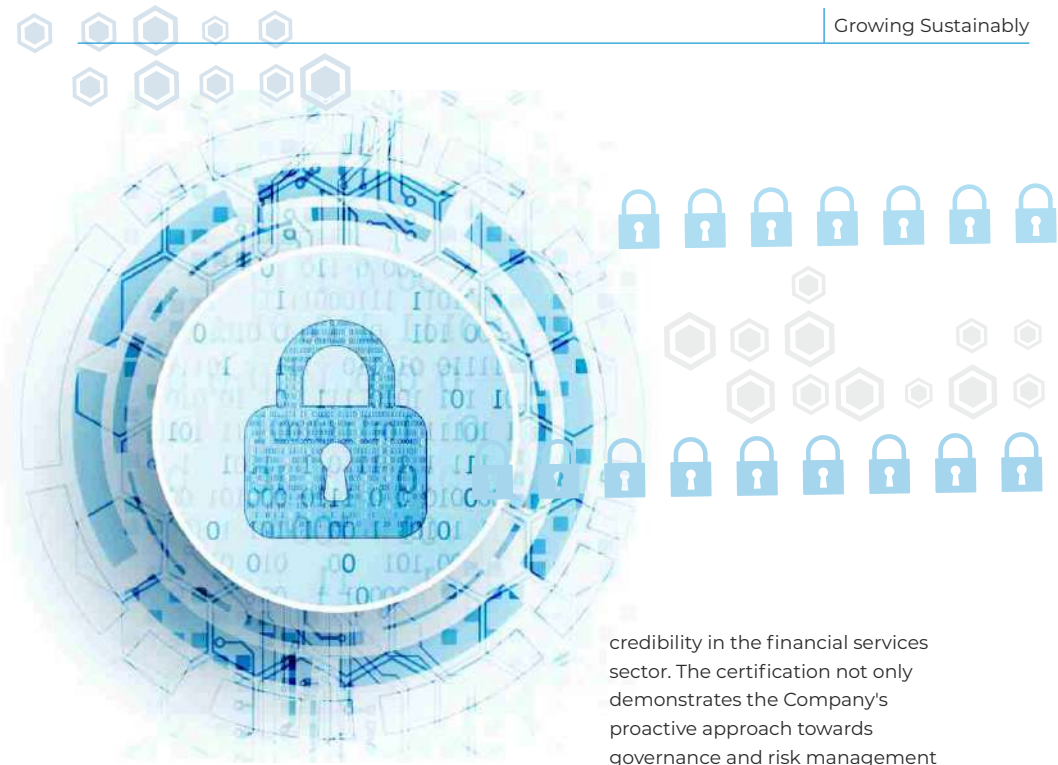 Growing Sustainably
credibility in the financial services
sector. The certification not only
demonstrates the Company's
proactive approach towards
governance and risk management